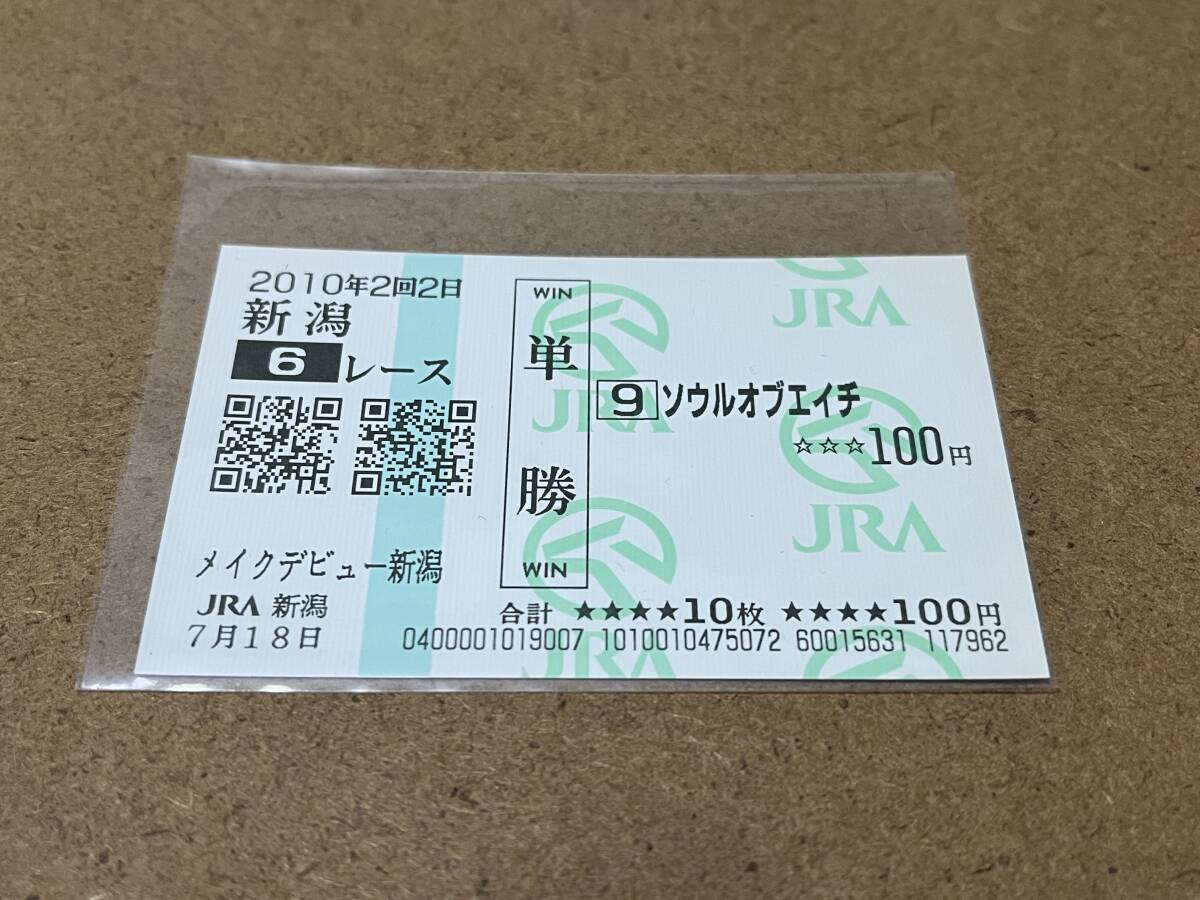 2010年2回2日
新潟
6 レース
メイクデビュー新潟
JRA 新潟
7月18日
WIN
単勝
WIN
9 ソウルオブエイチ
☆☆☆100円
合計 ★★★★10枚 ★★★★100円
0400001019007 1010010475072 60015631 117962
JRA
JRA
JRA
JRA